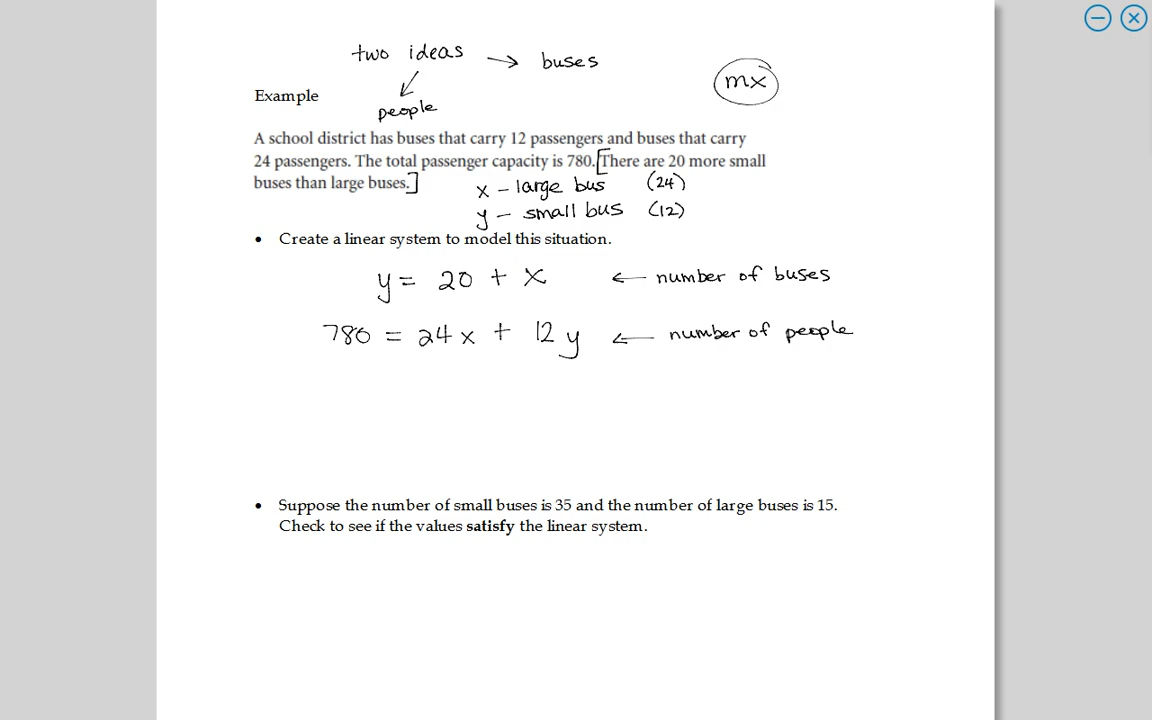 two ideas → buses
mx
Example
people
A school district has buses that carry 12 passengers and buses that carry
24 passengers. The total passenger capacity is 780. [There are 20 more small
buses than large buses.]
x - large bus (24)
y - small bus (12)
• Create a linear system to model this situation.
y = 20 + x ← number of buses
780 = 24x + 12y ← number of people
• Suppose the number of small buses is 35 and the number of large buses is 15.
Check to see if the values satisfy the linear system.